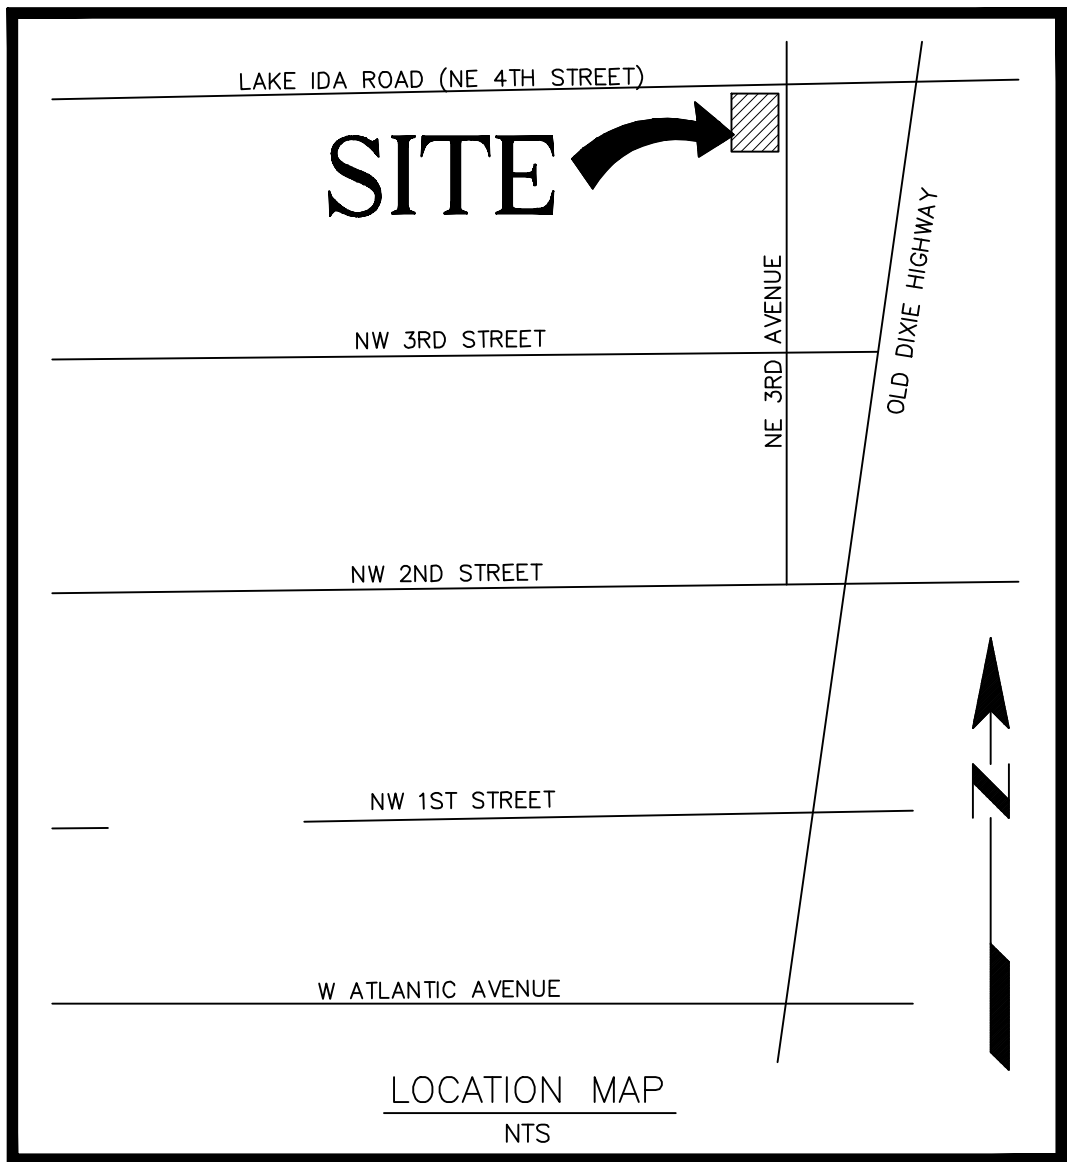 LAKE IDA ROAD (NE 4TH STREET)
SITE
OLD DIXIE HIGHWAY
NE 3RD AVENUE
NW 3RD STREET
NW 2ND STREET
N
NW 1ST STREET
W ATLANTIC AVENUE
LOCATION MAP
NTS